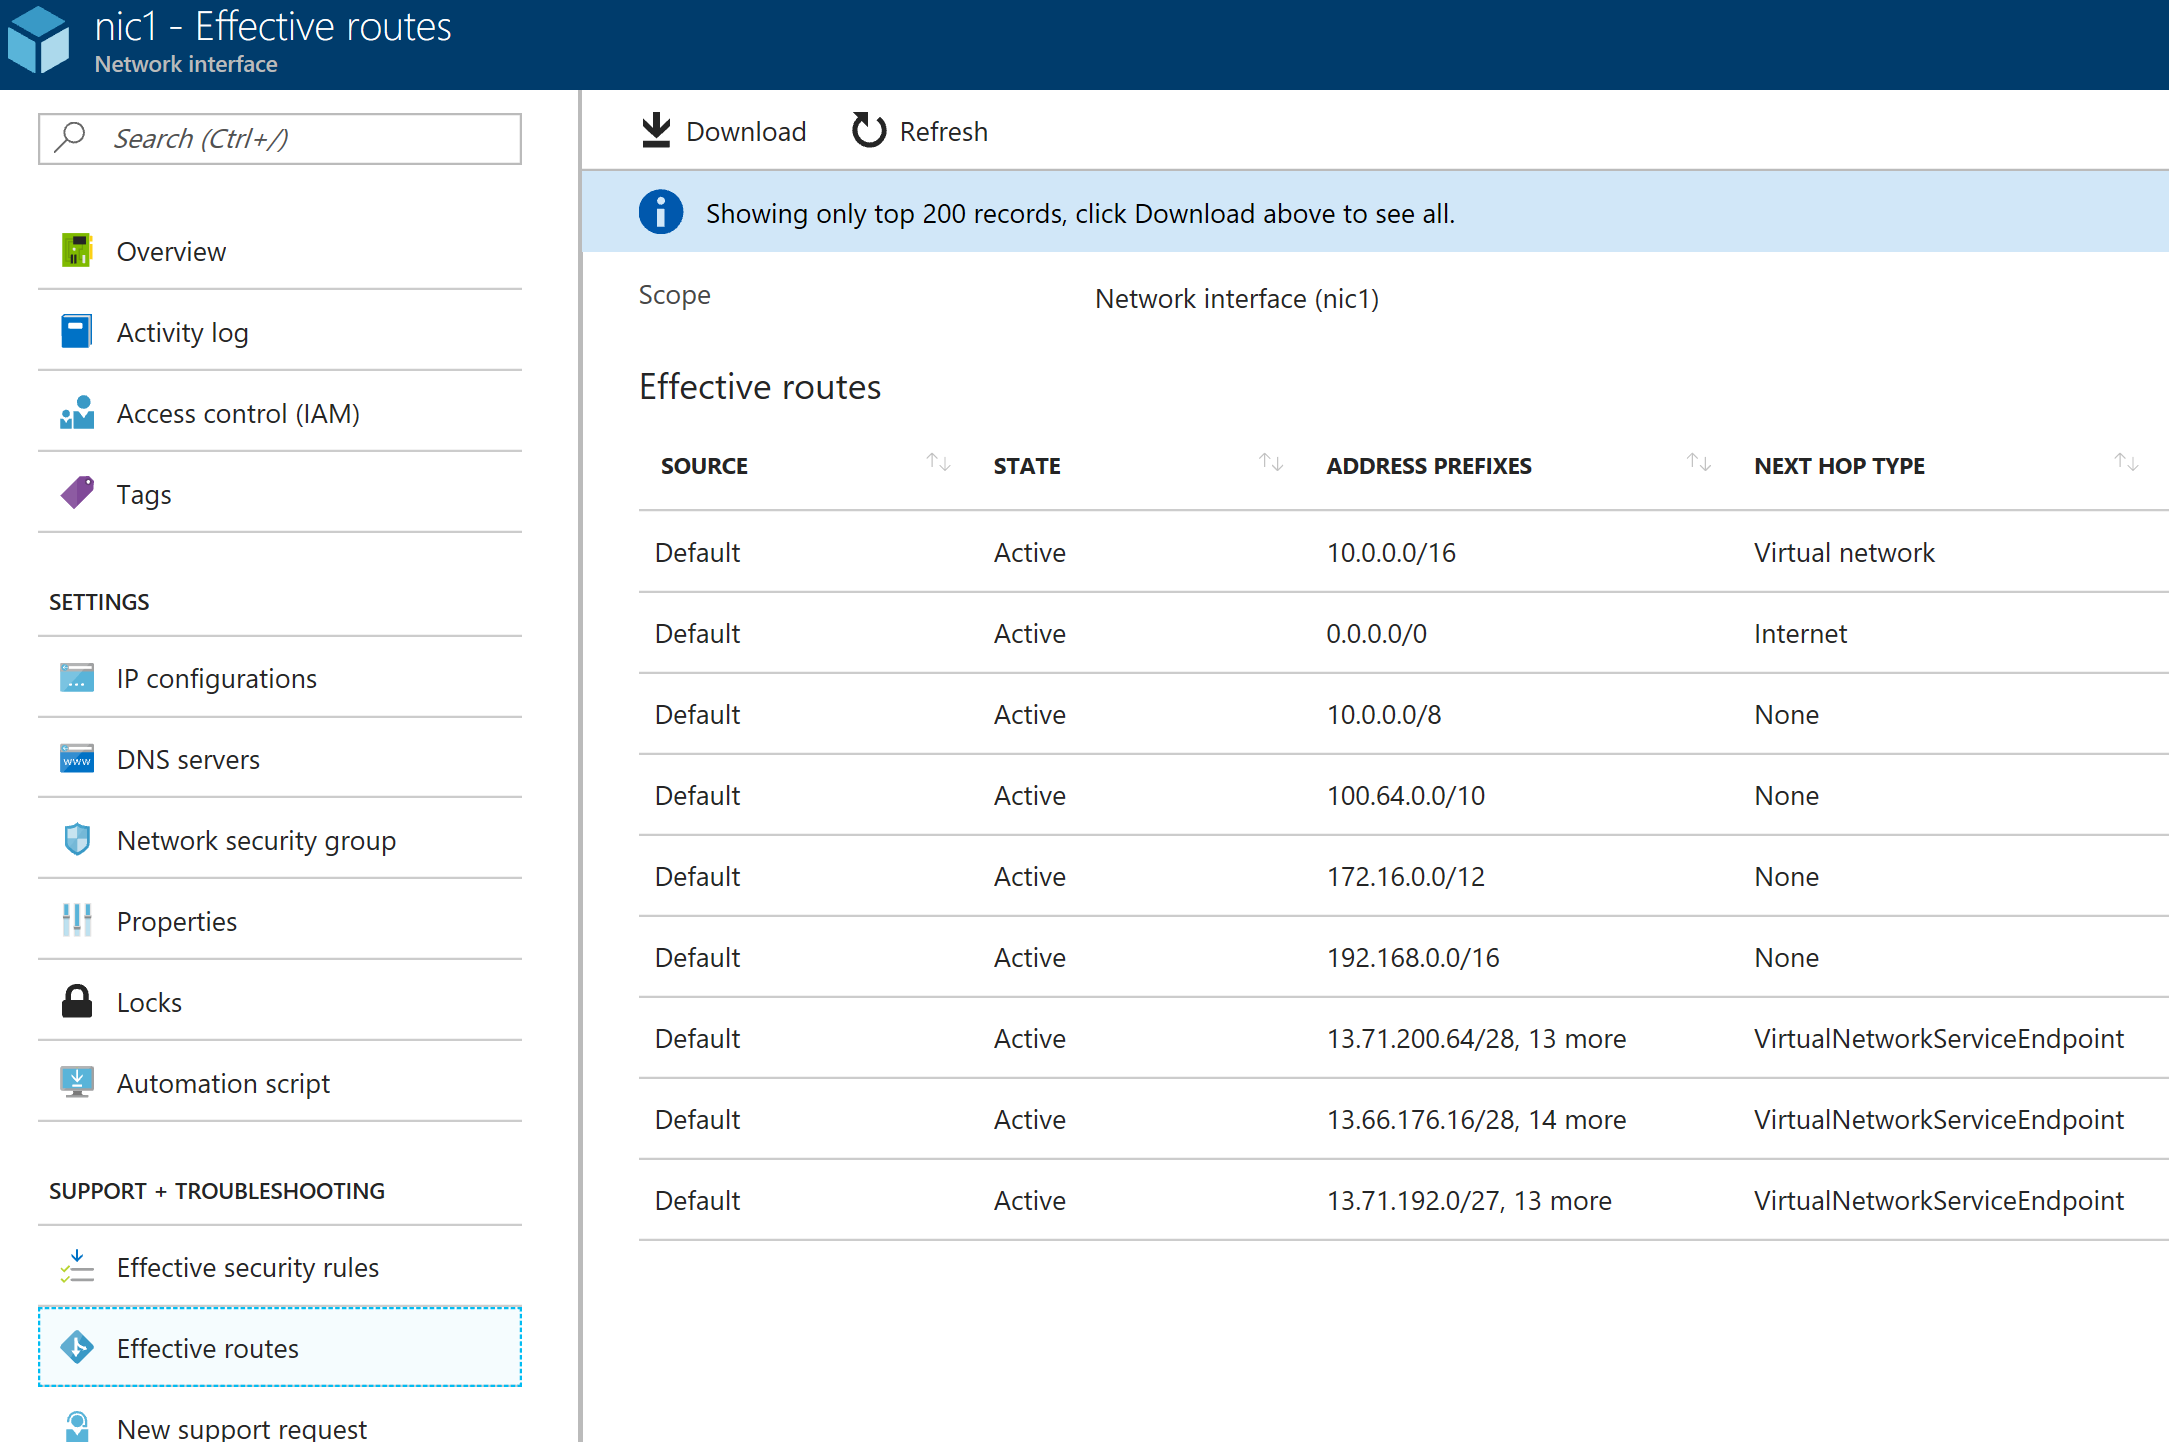 nic1 - Effective routes
Network interface
Search (Ctrl+/)
Overview
Activity log
Access control (IAM)
Tags
SETTINGS
IP configurations
www
DNS servers
Network security group
Properties
Locks
Automation script
SUPPORT + TROUBLESHOOTING
Effective security rules
Effective routes
New support request
Download Refresh
Showing only top 200 records, click Download above to see all.
Scope Network interface (nic1)
Effective routes
SOURCE STATE ADDRESS PREFIXES NEXT HOP TYPE
Default Active 10.0.0.0/16 Virtual network
Default Active 0.0.0.0/0 Internet
Default Active 10.0.0.0/8 None
Default Active 100.64.0.0/10 None
Default Active 172.16.0.0/12 None
Default Active 192.168.0.0/16 None
Default Active 13.71.200.64/28, 13 more VirtualNetworkServiceEndpoint
Default Active 13.66.176.16/28, 14 more VirtualNetworkServiceEndpoint
Default Active 13.71.192.0/27, 13 more VirtualNetworkServiceEndpoint